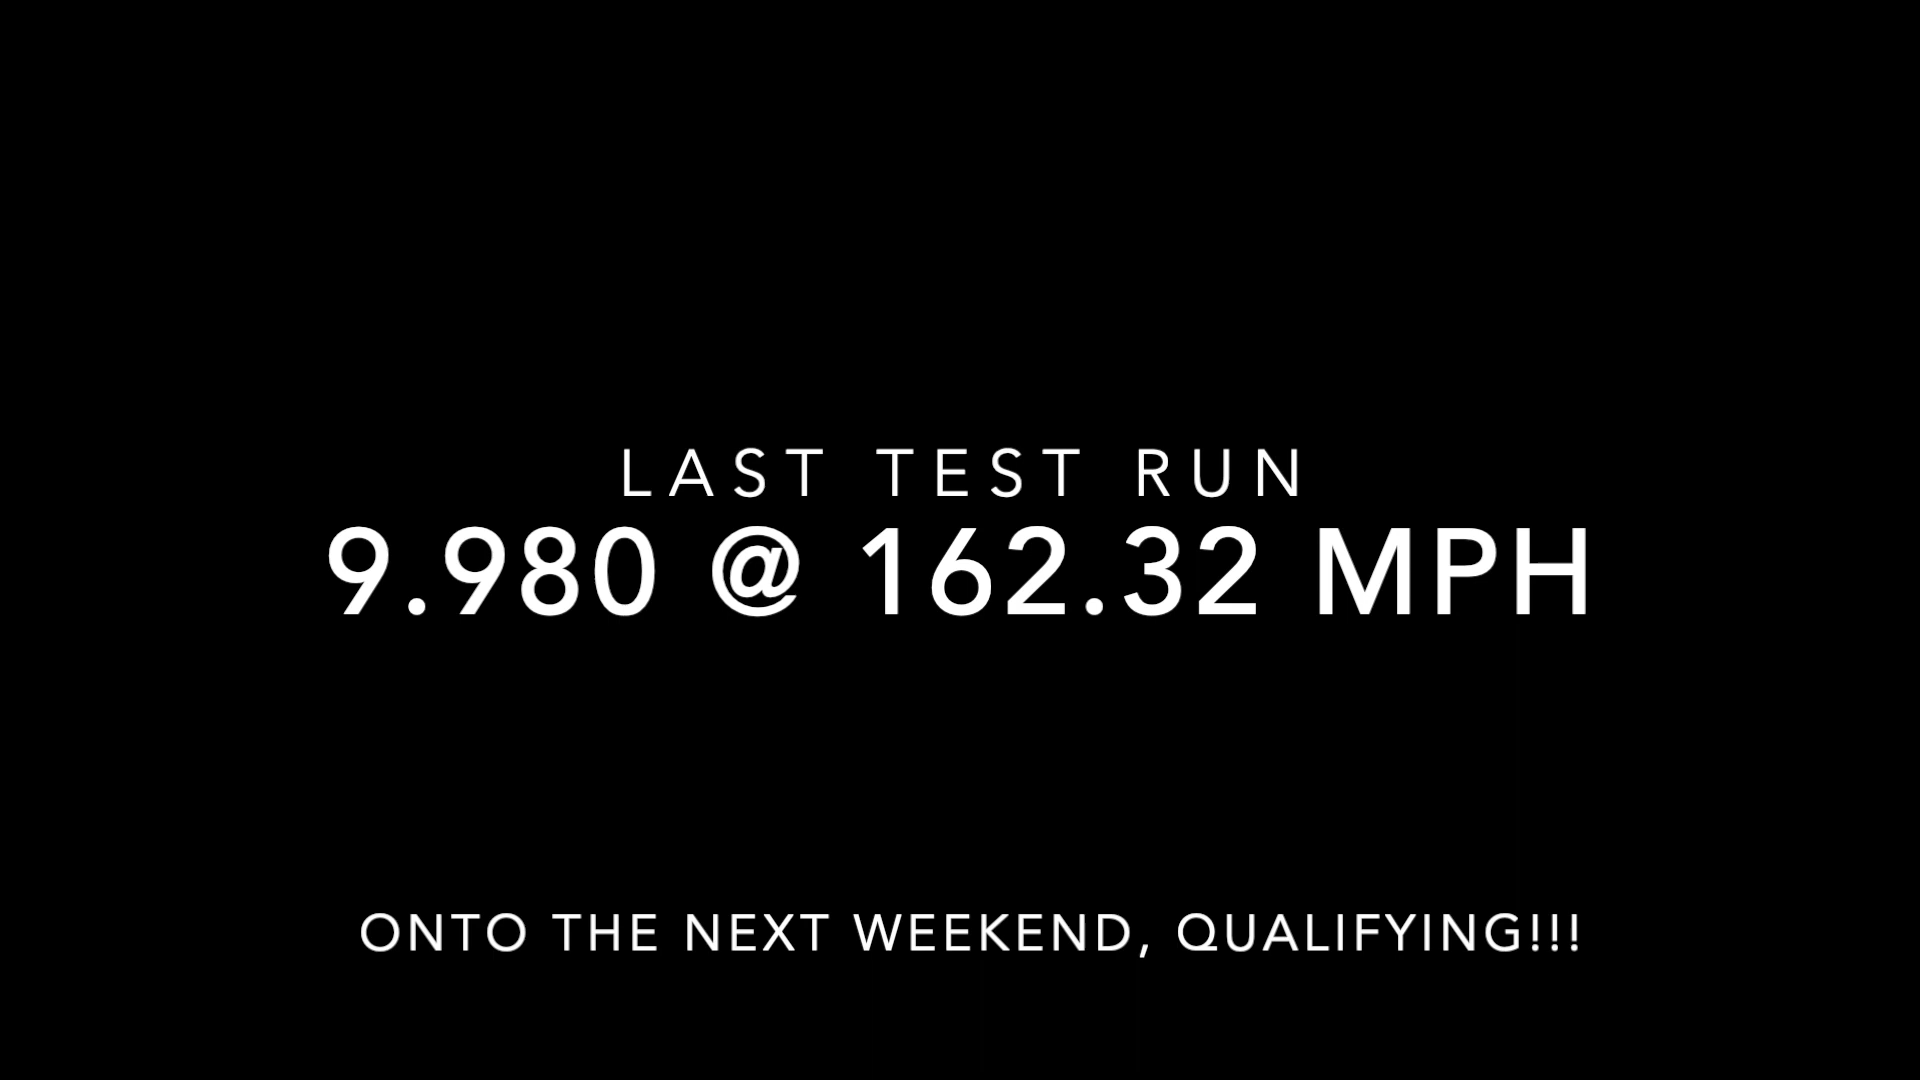 LAST TEST RUN
9.980 @ 162.32 MPH
ONTO THE NEXT WEEKEND, QUALIFYING!!!